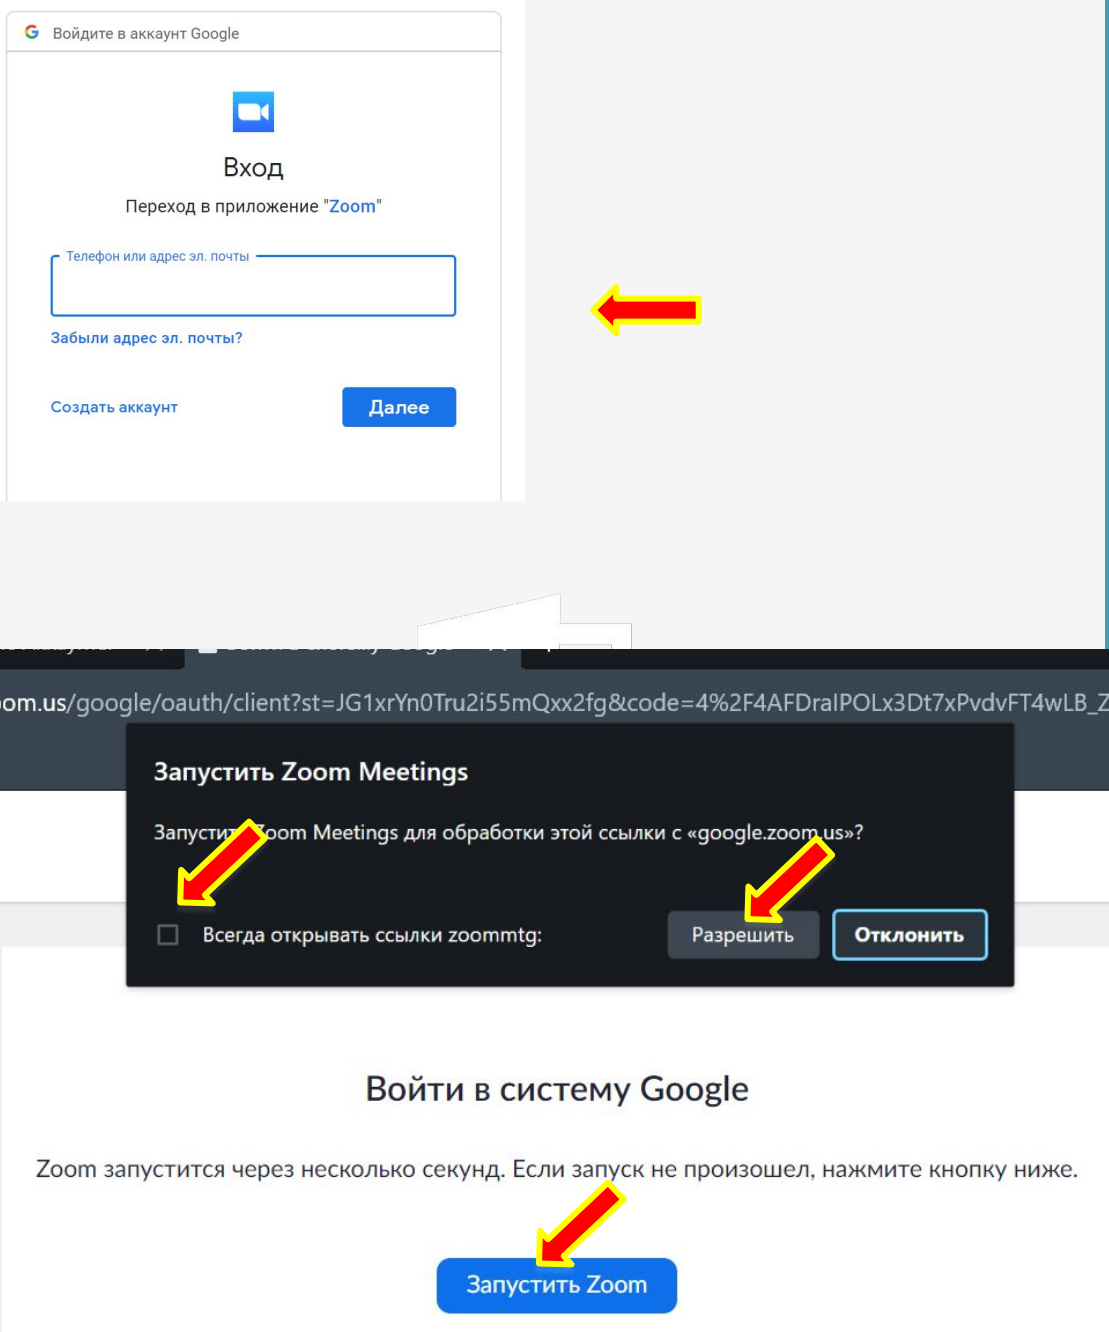 Войдите в аккаунт Google
Вход
Переход в приложение "Zoom"
Телефон или адрес эл. почты
Забыли адрес эл. почты?
Создать аккаунт
Далее
om.us/google/oauth/client?st=JG1xrYn0Tru2i55mQxx2fg&code=4%2F4AFDraIPOLx3Dt7xPvdvFT4wLB_Z
Запустить Zoom Meetings
Запустить Zoom Meetings для обработки этой ссылки с «google.zoom.us»?
Всегда открывать ссылки zoommtg:
Разрешить
Отклонить
Войти в систему Google
Zoom запустится через несколько секунд. Если запуск не произошел, нажмите кнопку ниже.
Запустить Zoom